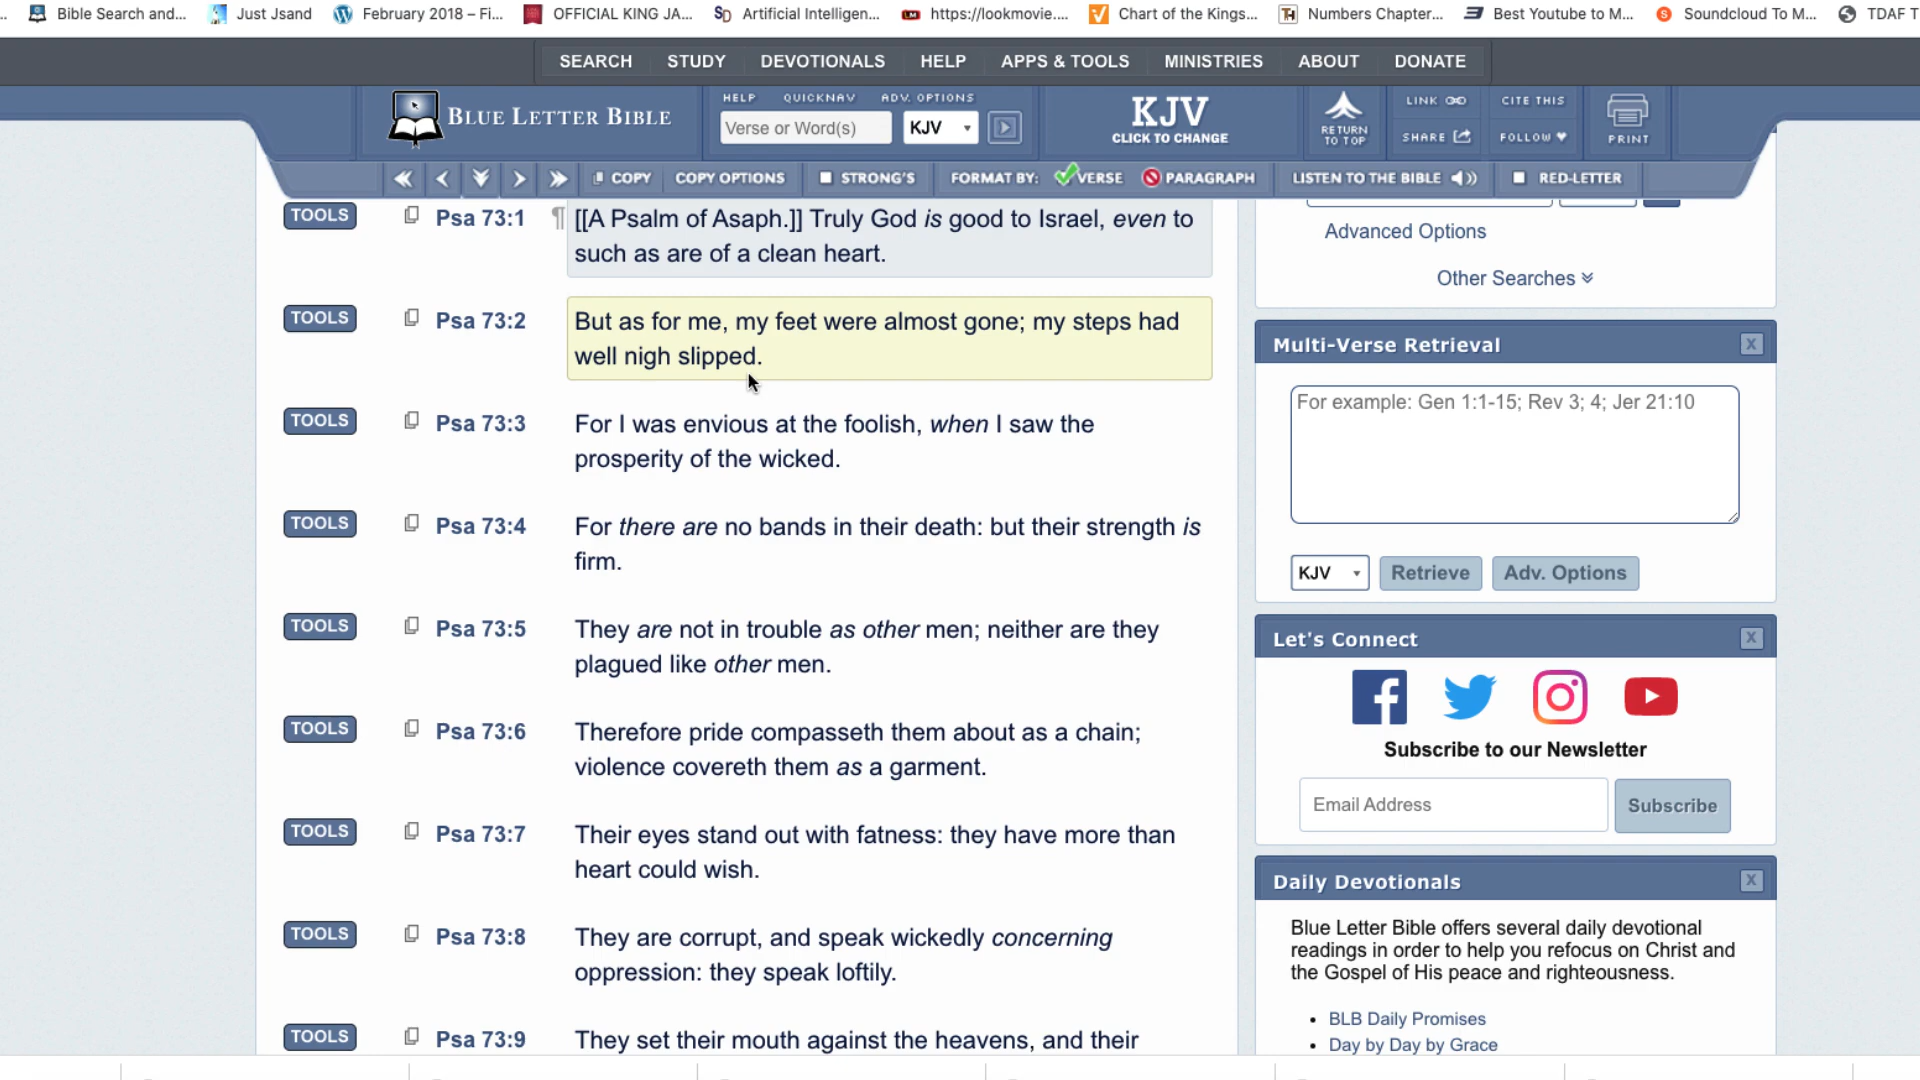 Bible Search and... Just Jsand February 2018 – Fi... OFFICIAL KING JA... Artificial Intelligen... https://lookmovie.... Chart of the Kings... Numbers Chapter... Best Youtube to M... Soundcloud To M... TDAF T
SEARCH STUDY DEVOTIONALS HELP APPS & TOOLS MINISTRIES ABOUT DONATE
BLUE LETTER BIBLE
HELP QUICKNAV ADV. OPTIONS
Verse or Word(s) KJV
KJV
CLICK TO CHANGE
RETURN
TO TOP
LINK CITE THIS
SHARE FOLLOW
PRINT
COPY COPY OPTIONS STRONG'S FORMAT BY: VERSE PARAGRAPH LISTEN TO THE BIBLE RED-LETTER
TOOLS Psa 73:1 ¶ [[A Psalm of Asaph.]] Truly God is good to Israel, even to
such as are of a clean heart.
TOOLS Psa 73:2 But as for me, my feet were almost gone; my steps had
well nigh slipped.
TOOLS Psa 73:3 For I was envious at the foolish, when I saw the
prosperity of the wicked.
TOOLS Psa 73:4 For there are no bands in their death: but their strength is
firm.
TOOLS Psa 73:5 They are not in trouble as other men; neither are they
plagued like other men.
TOOLS Psa 73:6 Therefore pride compasseth them about as a chain;
violence covereth them as a garment.
TOOLS Psa 73:7 Their eyes stand out with fatness: they have more than
heart could wish.
TOOLS Psa 73:8 They are corrupt, and speak wickedly concerning
oppression: they speak loftily.
TOOLS Psa 73:9 They set their mouth against the heavens, and their
Advanced Options
Other Searches
Multi-Verse Retrieval X
For example: Gen 1:1-15; Rev 3; 4; Jer 21:10
KJV Retrieve Adv. Options
Let's Connect X
Subscribe to our Newsletter
Email Address Subscribe
Daily Devotionals X
Blue Letter Bible offers several daily devotional
readings in order to help you refocus on Christ and
the Gospel of His peace and righteousness.
• BLB Daily Promises
• Day by Day by Grace